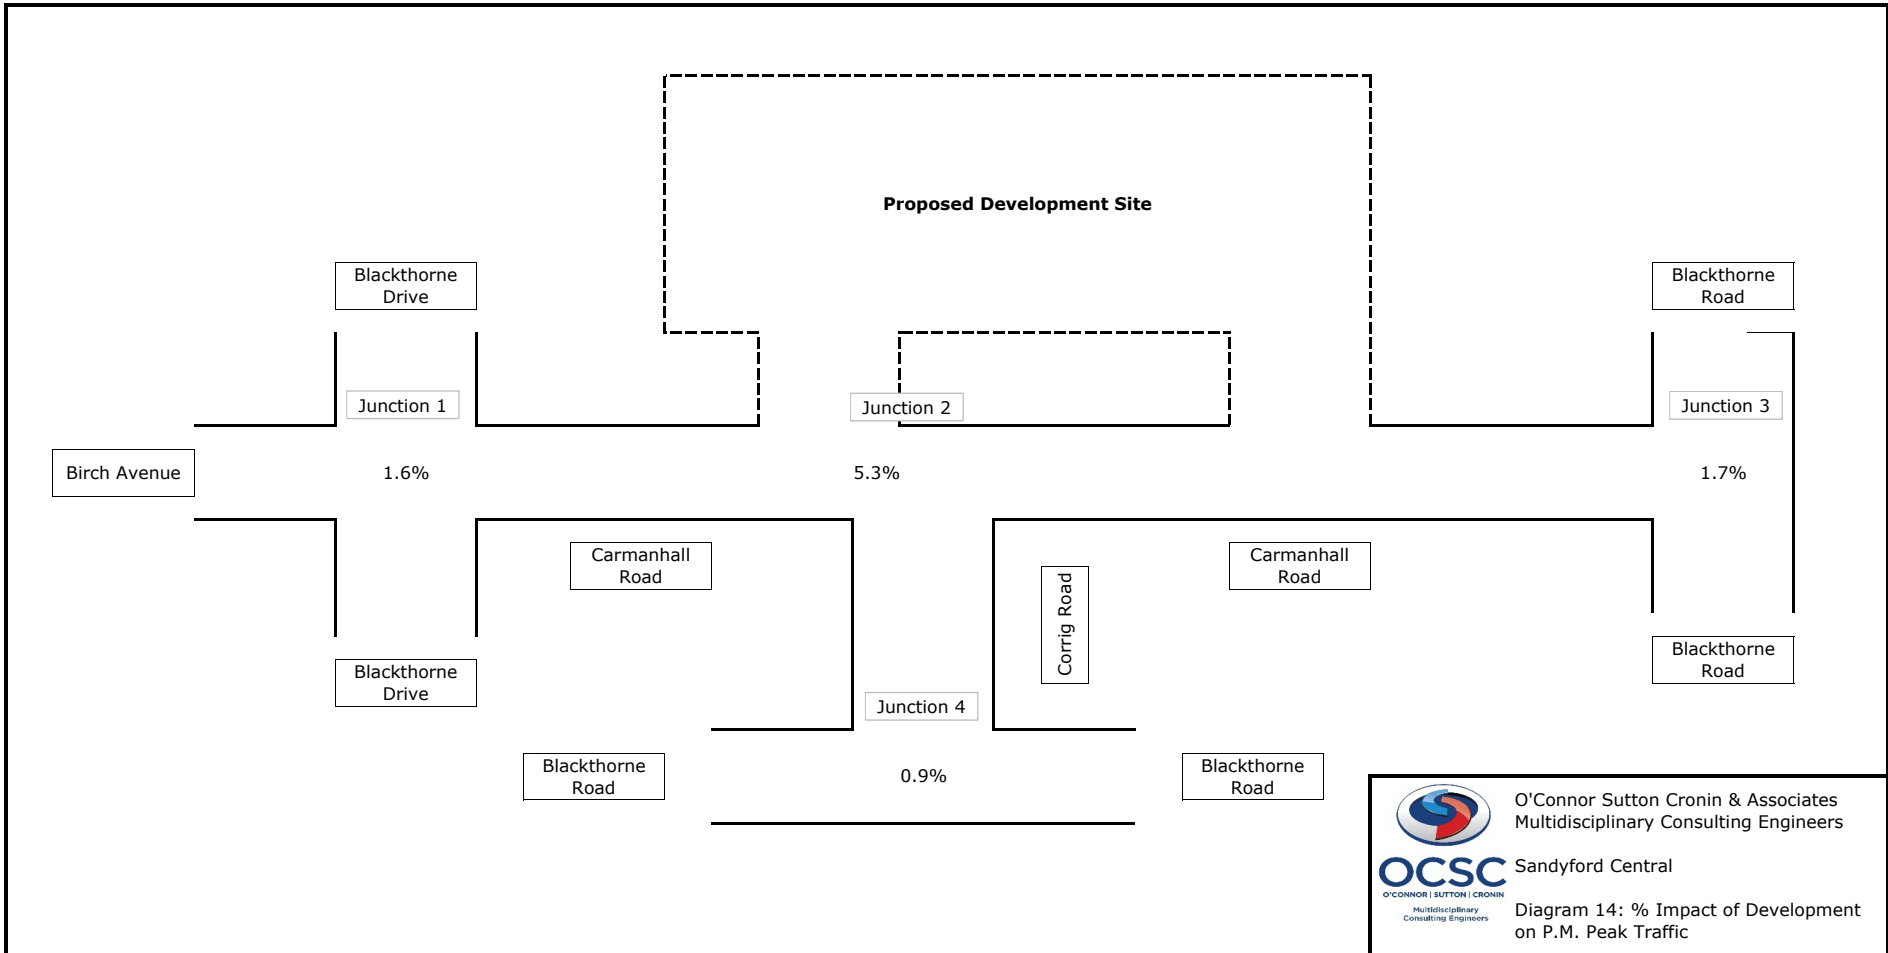 Proposed Development Site
Blackthorne
Drive
Blackthorne
Road
Junction 1
Junction 2
Junction 3
Birch Avenue
1.6%
5.3%
1.7%
Carmanhall
Road
Corrig Road
Carmanhall
Road
Blackthorne
Drive
Blackthorne
Road
Junction 4
Blackthorne
Road
0.9%
Blackthorne
Road
O'Connor Sutton Cronin & Associates
Multidisciplinary Consulting Engineers
OCSC
O'CONNOR | SUTTON | CRONIN
Multidisciplinary
Consulting Engineers
Sandyford Central
Diagram 14: % Impact of Development
on P.M. Peak Traffic